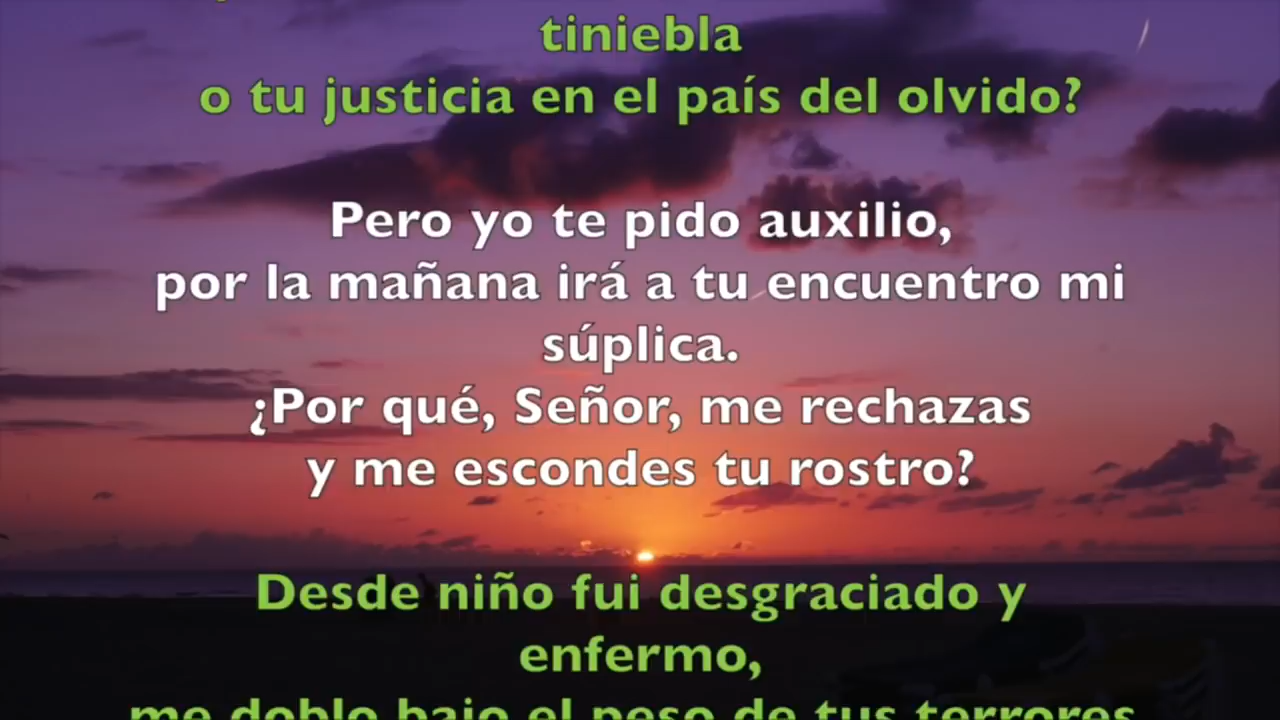 tiniebla
o tu justicia en el país del olvido?
Pero yo te pido auxilio,
por la mañana irá a tu encuentro mi
súplica.
¿Por qué, Señor, me rechazas
y me escondes tu rostro?
Desde niño fui desgraciado y
enfermo,
me doblo bajo el peso de tus terrores